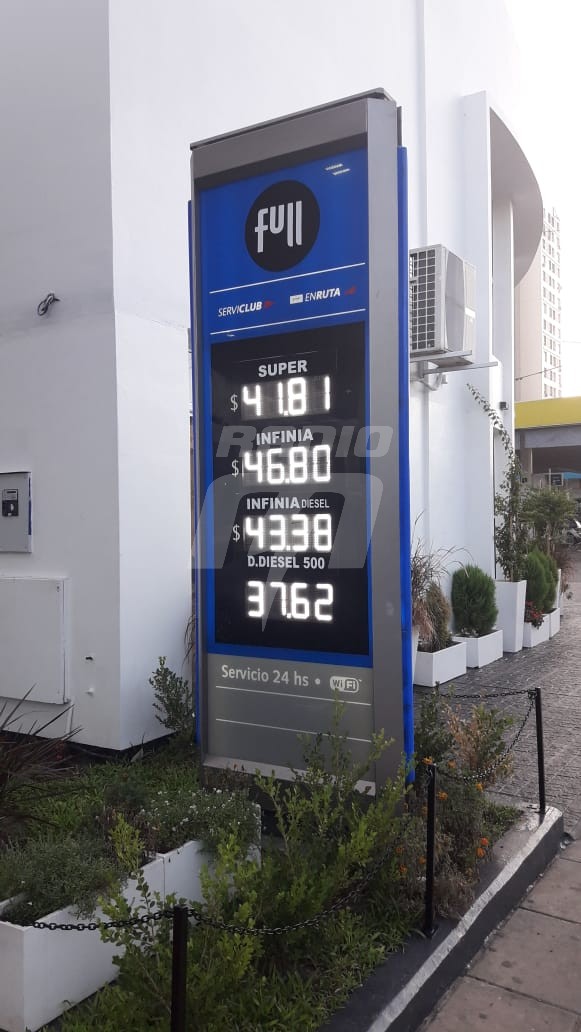 full
SERVICLUB ENRUTA
SUPER
$ 41.81
INFINIA
$ 46.80
INFINIA DIESEL
$ 43.38
D.DIESEL 500
37.62
Servicio 24 hs • WiFi
RADIO